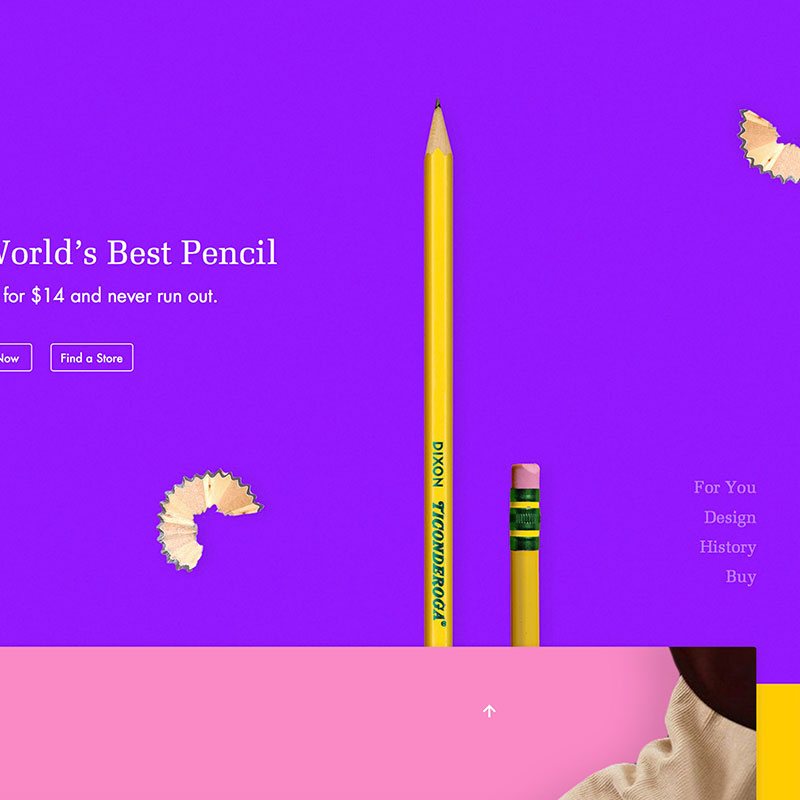 World's Best Pencil
for $14 and never run out.
Now
Find a Store
DIXON TICONDEROGA®
For You
Design
History
Buy